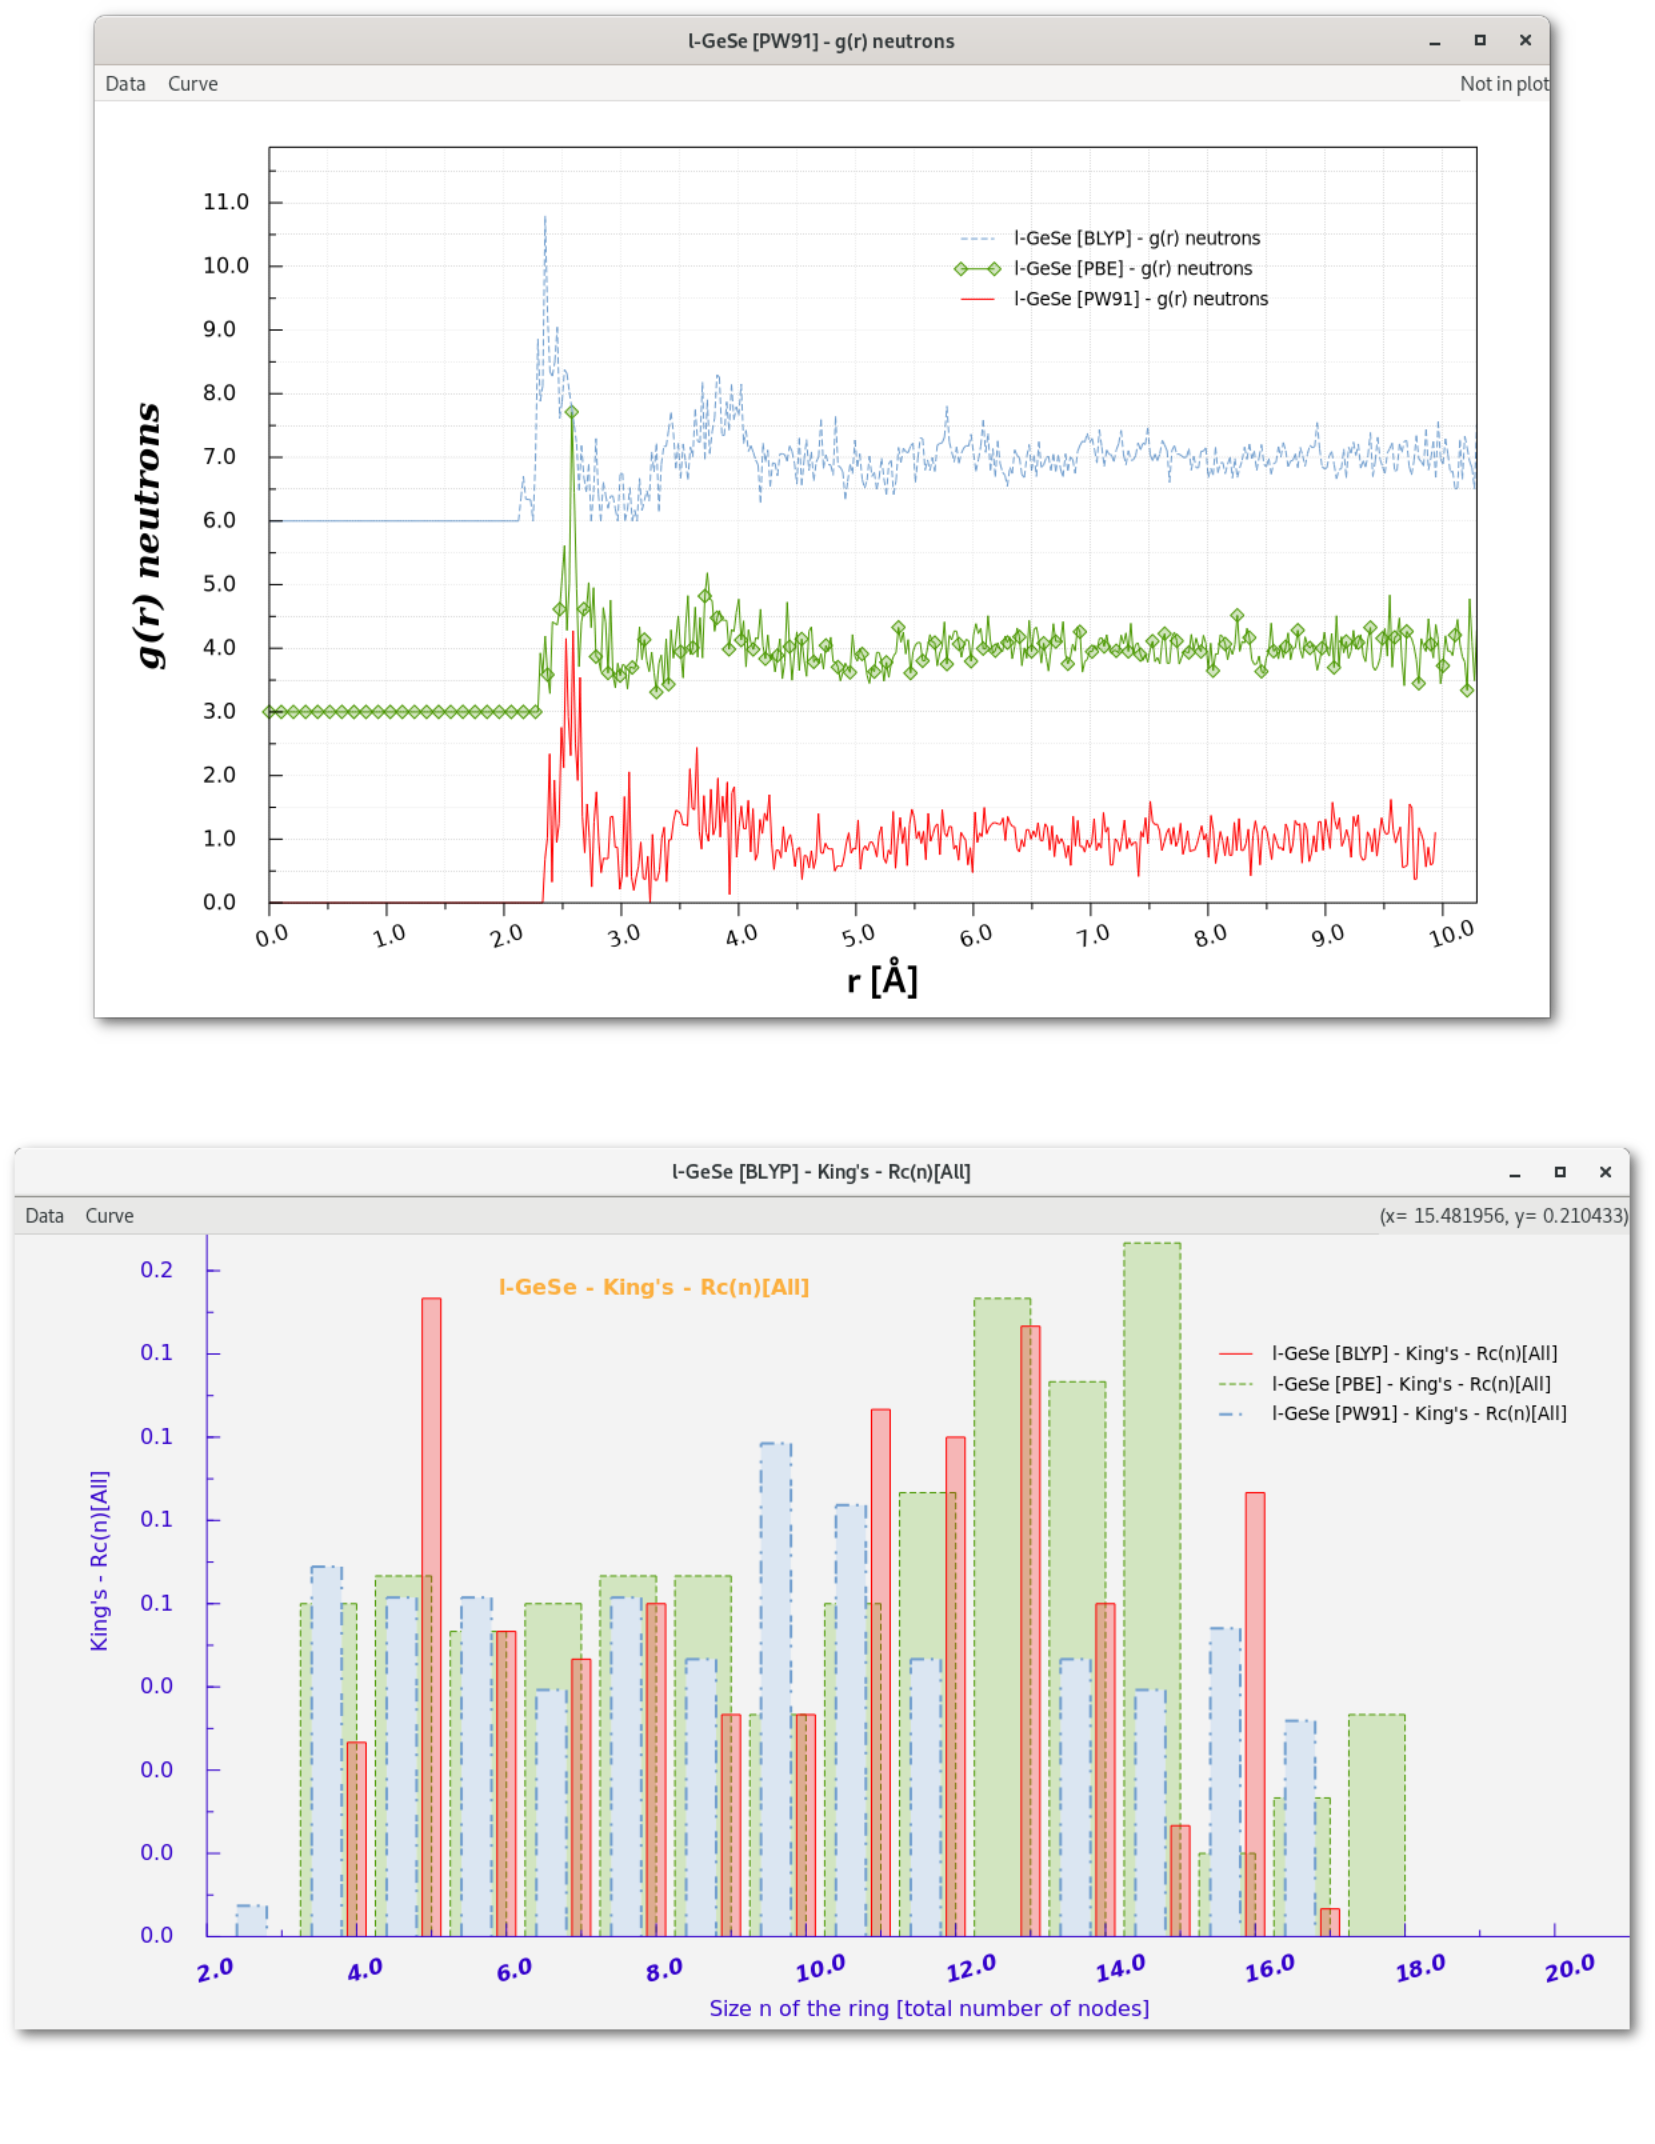 l-GeSe [PW91] - g(r) neutrons
Data Curve Not in plot
11.0
10.0
9.0
8.0
7.0
6.0
5.0
4.0
3.0
2.0
1.0
0.0
g(r) neutrons
l-GeSe [BLYP] - g(r) neutrons
l-GeSe [PBE] - g(r) neutrons
l-GeSe [PW91] - g(r) neutrons
0.0 1.0 2.0 3.0 4.0 5.0 6.0 7.0 8.0 9.0 10.0
r [Å]
l-GeSe [BLYP] - King's - Rc(n)[All]
Data Curve (x= 15.481956, y= 0.210433)
l-GeSe - King's - Rc(n)[All]
0.2
0.1
0.1
0.1
0.1
0.0
0.0
0.0
0.0
King's - Rc(n)[All]
l-GeSe [BLYP] - King's - Rc(n)[All]
l-GeSe [PBE] - King's - Rc(n)[All]
l-GeSe [PW91] - King's - Rc(n)[All]
2.0 4.0 6.0 8.0 10.0 12.0 14.0 16.0 18.0 20.0
Size n of the ring [total number of nodes]